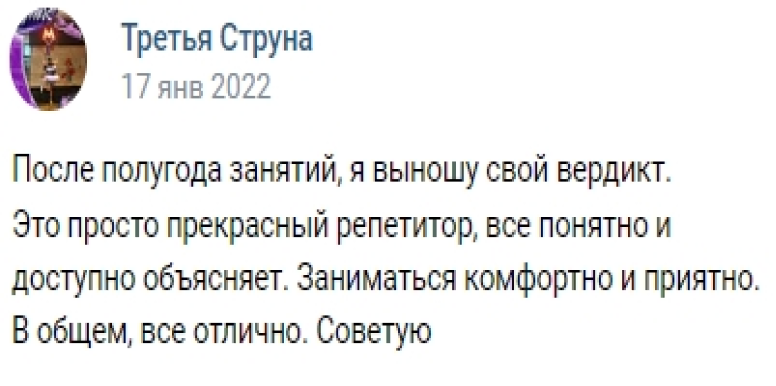 Третья Струна
17 янв 2022
После полугода занятий, я выношу свой вердикт.
Это просто прекрасный репетитор, все понятно и
доступно объясняет. Заниматься комфортно и приятно.
В общем, все отлично. Советую